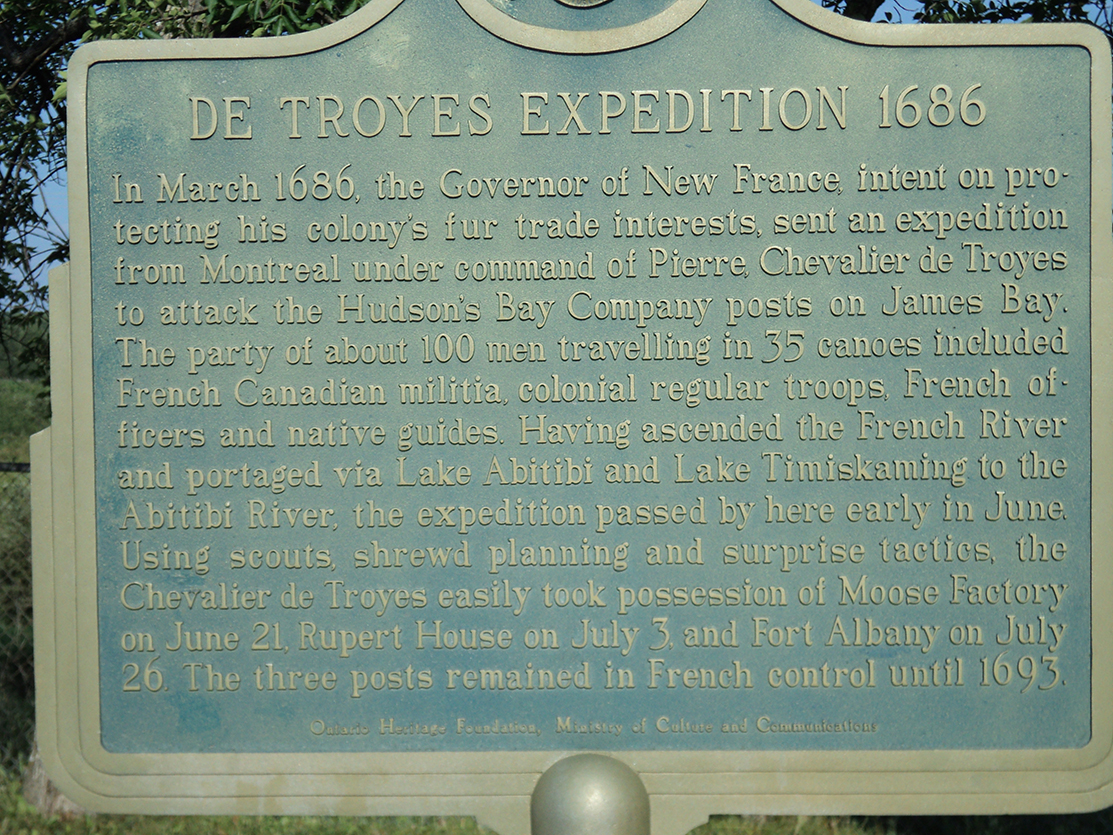 DE TROYES EXPEDITION 1686
In March 1686, the Governor of New France, intent on pro-
tecting his colony's fur trade interests, sent an expedition
from Montreal under command of Pierre, Chevalier de Troyes
to attack the Hudson's Bay Company posts on James Bay.
The party of about 100 men travelling in 35 canoes included
French Canadian militia, colonial regular troops, French of-
ficers and native guides. Having ascended the French River
and portaged via Lake Abitibi and Lake Timiskaming to the
Abitibi River, the expedition passed by here early in June.
Using scouts, shrewd planning and surprise tactics, the
Chevalier de Troyes easily took possession of Moose Factory
on June 21, Rupert House on July 3, and Fort Albany on July
26. The three posts remained in French control until 1693.
Ontario Heritage Foundation, Ministry of Culture and Communications